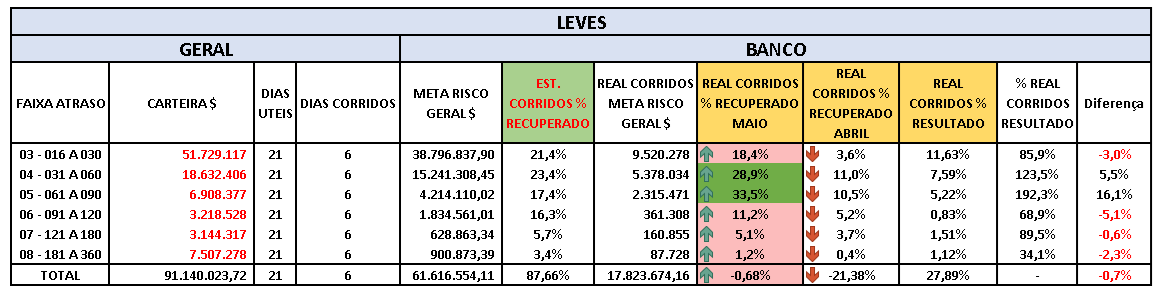 LEVES
GERAL BANCO
FAIXA ATRASO CARTEIRA $ DIAS UTEIS DIAS CORRIDOS META RISCO GERAL $ EST. CORRIDOS % RECUPERADO REAL CORRIDOS META RISCO GERAL $ REAL CORRIDOS % RECUPERADO MAIO REAL CORRIDOS % RECUPERADO ABRIL REAL CORRIDOS % RESULTADO % REAL CORRIDOS RESULTADO Diferença
03 - 016 A 030 51.729.117 21 6 38.796.837,90 21,4% 9.520.278 18,4% 3,6% 11,63% 85,9% -3,0%
04 - 031 A 060 18.632.406 21 6 15.241.308,45 23,4% 5.378.034 28,9% 11,0% 7,59% 123,5% 5,5%
05 - 061 A 090 6.908.377 21 6 4.214.110,02 17,4% 2.315.471 33,5% 10,5% 5,22% 192,3% 16,1%
06 - 091 A 120 3.218.528 21 6 1.834.561,01 16,3% 361.308 11,2% 5,2% 0,83% 68,9% -5,1%
07 - 121 A 180 3.144.317 21 6 628.863,34 5,7% 160.855 5,1% 3,7% 1,51% 89,5% -0,6%
08 - 181 A 360 7.507.278 21 6 900.873,39 3,4% 87.728 1,2% 0,4% 1,12% 34,1% -2,3%
TOTAL 91.140.023,72 21 6 61.616.554,11 87,66% 17.823.674,16 -0,68% -21,38% 27,89% - -0,7%